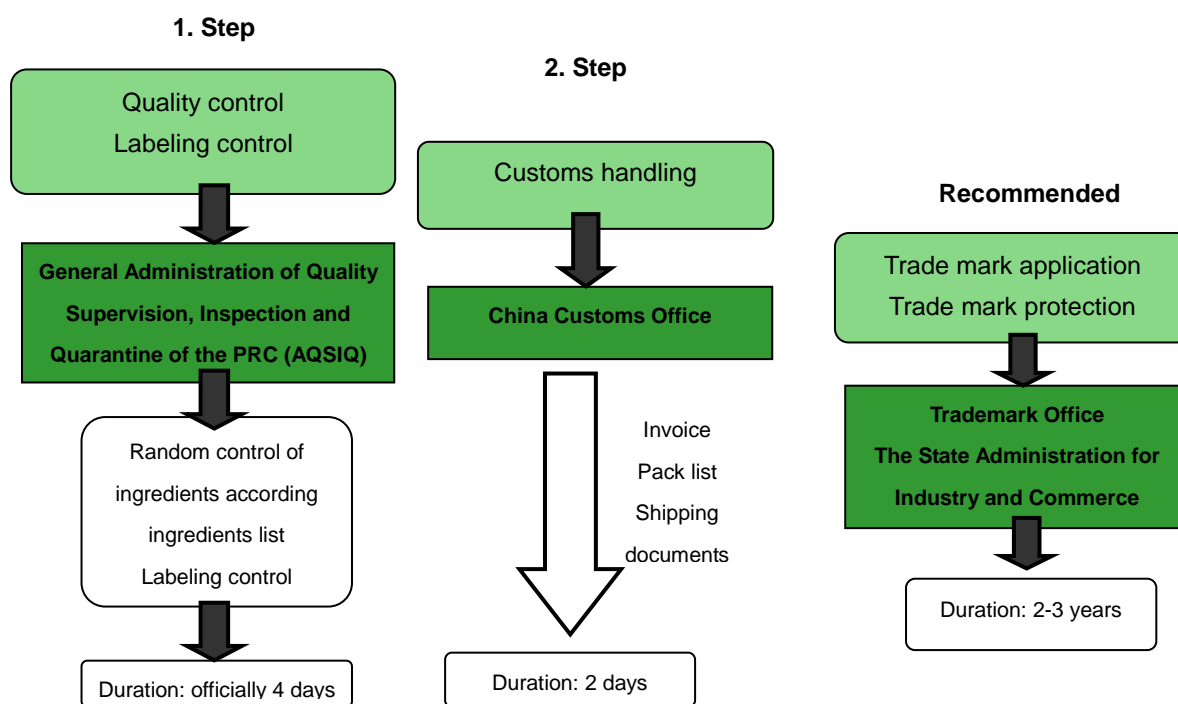 1. Step
Quality control
Labeling control
General Administration of Quality
Supervision, Inspection and
Quarantine of the PRC (AQSIQ)
Random control of
ingredients according
ingredients list
Labeling control
Duration: officially 4 days
2. Step
Customs handling
China Customs Office
Invoice
Pack list
Shipping
documents
Duration: 2 days
Recommended
Trade mark application
Trade mark protection
Trademark Office
The State Administration for
Industry and Commerce
Duration: 2-3 years